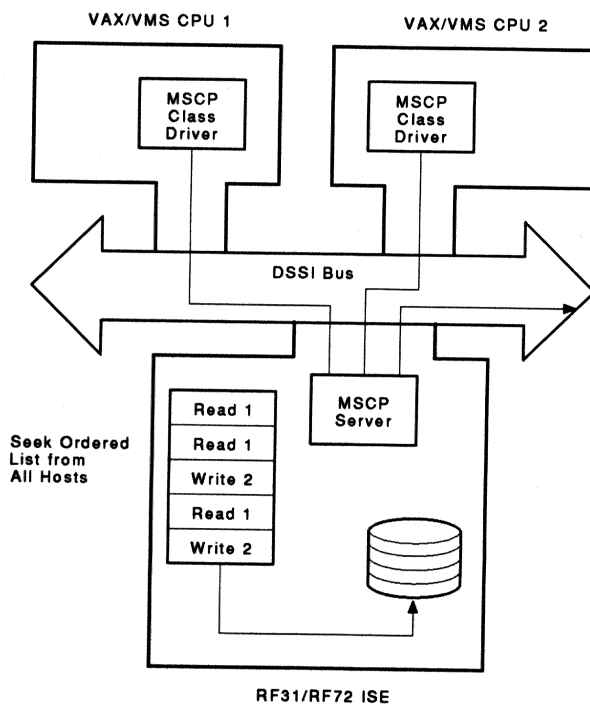 VAX/VMS CPU 1
VAX/VMS CPU 2
MSCP
Class
Driver
MSCP
Class
Driver
DSSI Bus
MSCP
Server
Seek Ordered
List from
All Hosts
Read 1
Read 1
Write 2
Read 1
Write 2
RF31/RF72 ISE